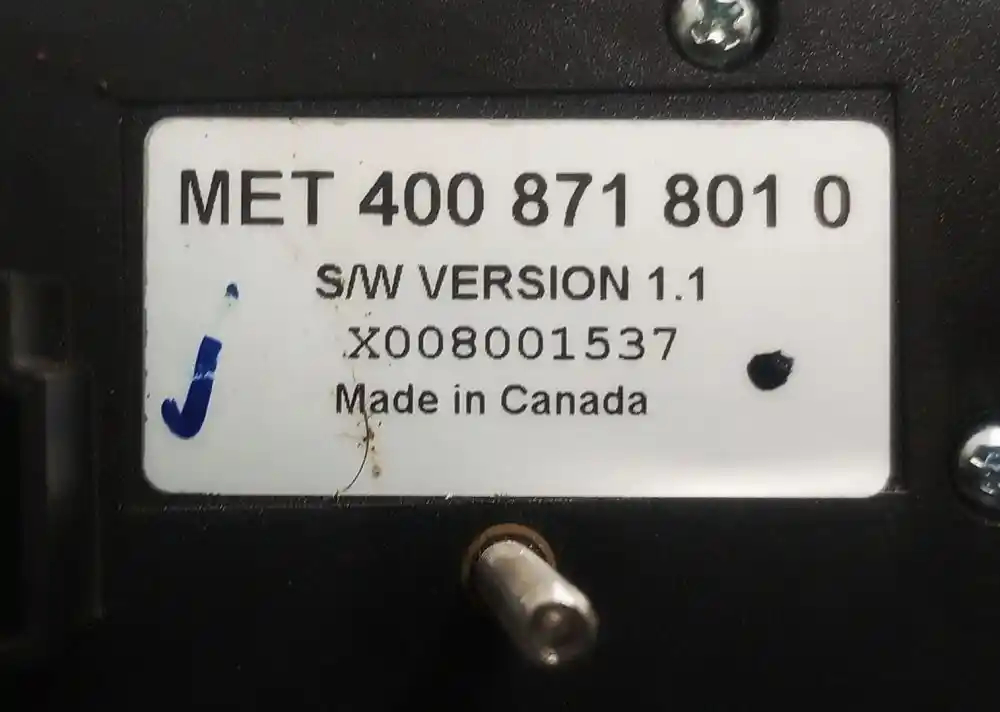 MET 400 871 801 0
S/W VERSION 1.1
X008001537
Made in Canada